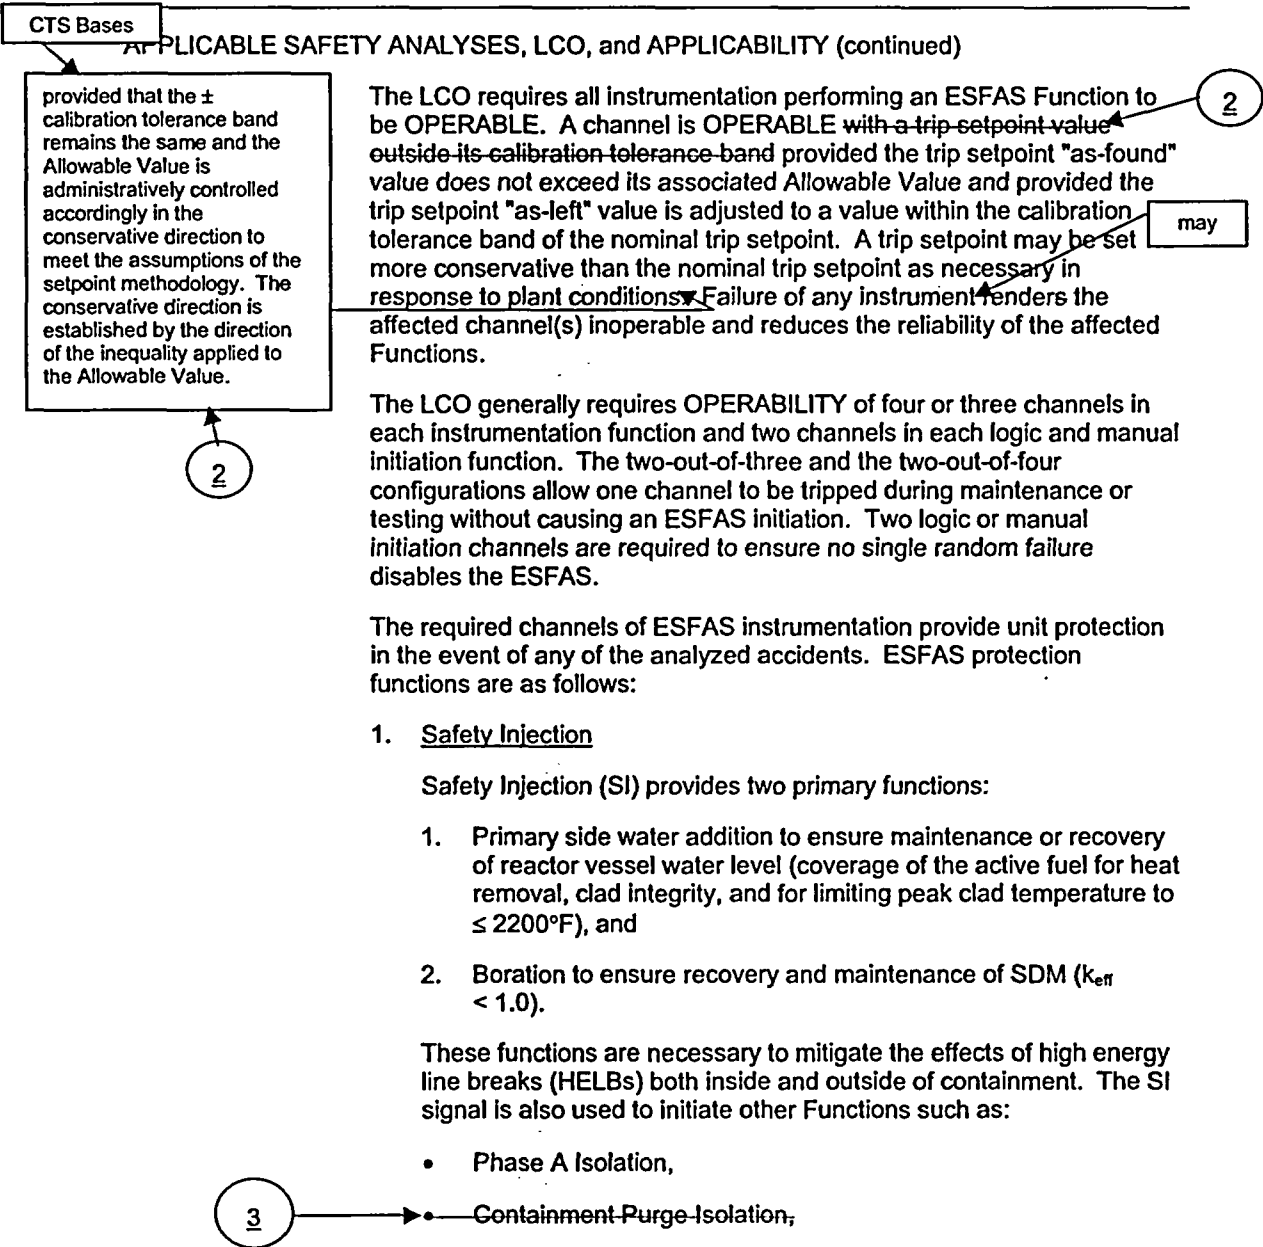 CTS Bases
APPLICABLE SAFETY ANALYSES, LCO, and APPLICABILITY (continued)
provided that the ±
calibration tolerance band
remains the same and the
Allowable Value is
administratively controlled
accordingly in the
conservative direction to
meet the assumptions of the
setpoint methodology. The
conservative direction is
established by the direction
of the inequality applied to
the Allowable Value.
2
The LCO requires all instrumentation performing an ESFAS Function to
be OPERABLE. A channel is OPERABLE with a trip setpoint value
outside its calibration tolerance band provided the trip setpoint "as-found"
value does not exceed its associated Allowable Value and provided the
trip setpoint "as-left" value is adjusted to a value within the calibration
tolerance band of the nominal trip setpoint. A trip setpoint may be set
more conservative than the nominal trip setpoint as necessary in
response to plant conditions. Failure of any instrument renders the
affected channel(s) inoperable and reduces the reliability of the affected
Functions.
2
may
The LCO generally requires OPERABILITY of four or three channels in
each instrumentation function and two channels in each logic and manual
initiation function. The two-out-of-three and the two-out-of-four
configurations allow one channel to be tripped during maintenance or
testing without causing an ESFAS initiation. Two logic or manual
initiation channels are required to ensure no single random failure
disables the ESFAS.
The required channels of ESFAS instrumentation provide unit protection
in the event of any of the analyzed accidents. ESFAS protection
functions are as follows:
1. Safety Injection
Safety Injection (SI) provides two primary functions:
1. Primary side water addition to ensure maintenance or recovery
of reactor vessel water level (coverage of the active fuel for heat
removal, clad integrity, and for limiting peak clad temperature to
≤ 2200°F), and
2. Boration to ensure recovery and maintenance of SDM (keff
< 1.0).
These functions are necessary to mitigate the effects of high energy
line breaks (HELBs) both inside and outside of containment. The SI
signal is also used to initiate other Functions such as:
• Phase A Isolation,
3
• Containment Purge Isolation,